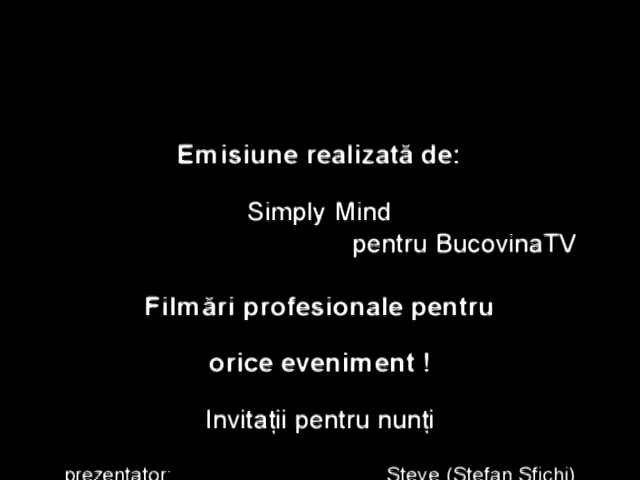 Emisiune realizată de:
Simply Mind
pentru BucovinaTV
Filmări profesionale pentru
orice eveniment !
Invitații pentru nunți
prezentator: Steve (Stefan Sfichi)